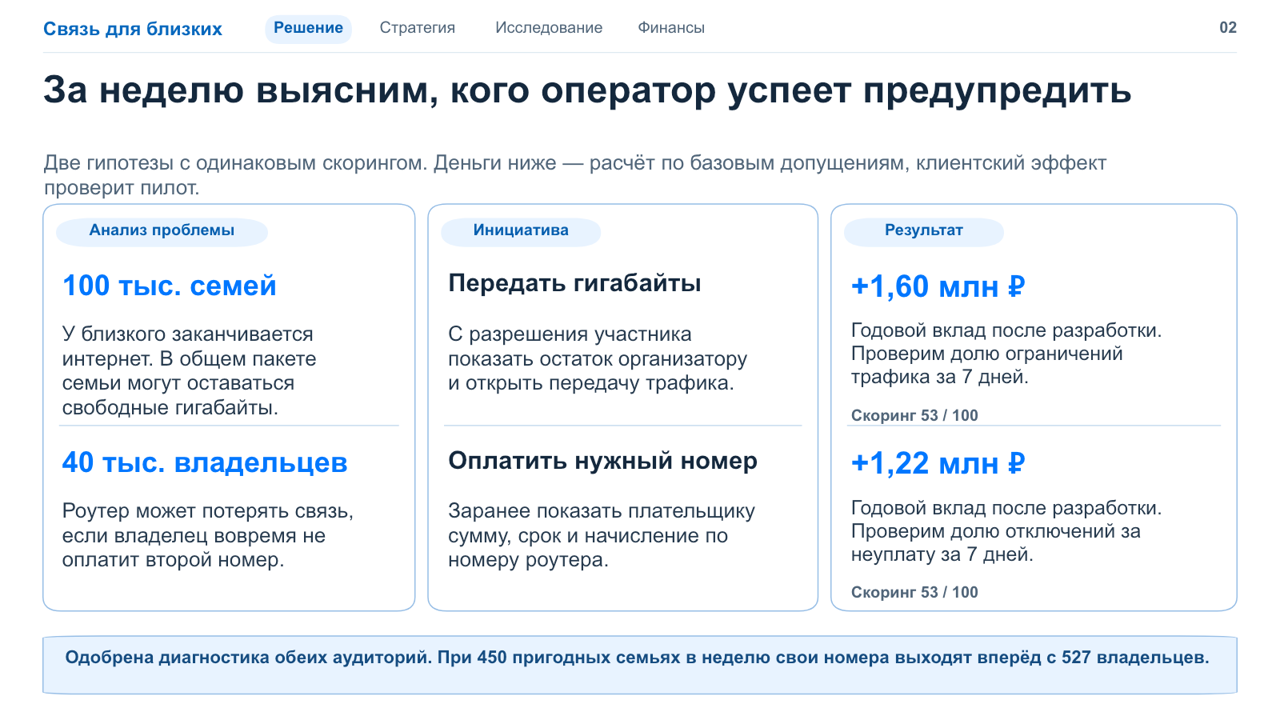 Связь для близких
Решение
Стратегия
Исследование
Финансы
02
За неделю выясним, кого оператор успеет предупредить
Две гипотезы с одинаковым скорингом. Деньги ниже — расчёт по базовым допущениям, клиентский эффект
проверит пилот.
Анализ проблемы
100 тыс. семей
У близкого заканчивается
интернет. В общем пакете
семьи могут оставаться
свободные гигабайты.
40 тыс. владельцев
Роутер может потерять связь,
если владелец вовремя не
оплатит второй номер.
Инициатива
Передать гигабайты
С разрешения участника
показать остаток организатору
и открыть передачу трафика.
Оплатить нужный номер
Заранее показать плательщику
сумму, срок и начисление по
номеру роутера.
Результат
+1,60 млн ₽
Годовой вклад после разработки.
Проверим долю ограничений
трафика за 7 дней.
Скоринг 53 / 100
+1,22 млн ₽
Годовой вклад после разработки.
Проверим долю отключений за
неуплату за 7 дней.
Скоринг 53 / 100
Одобрена диагностика обеих аудиторий. При 450 пригодных семьях в неделю свои номера выходят вперёд с 527 владельцев.